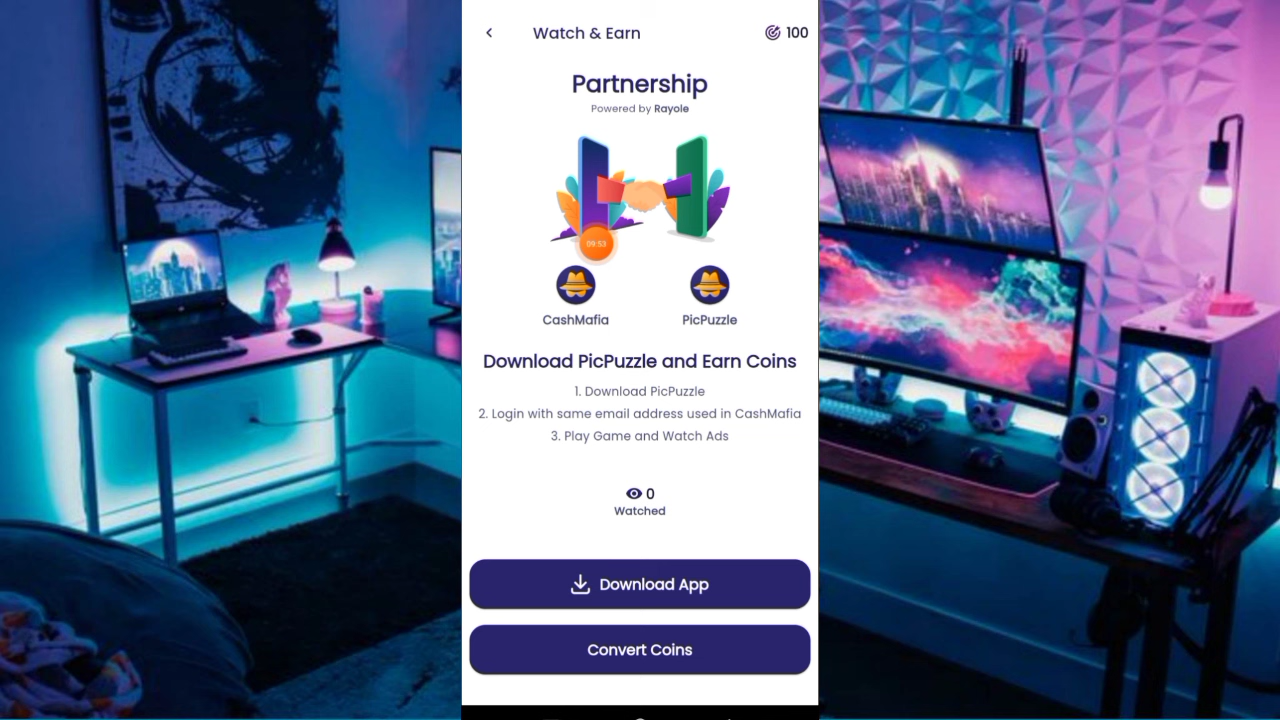 Watch & Earn
100
Partnership
Powered by Rayole
09:53
CashMafia
PicPuzzle
Download PicPuzzle and Earn Coins
1. Download PicPuzzle
2. Login with same email address used in CashMafia
3. Play Game and Watch Ads
0
Watched
Download App
Convert Coins